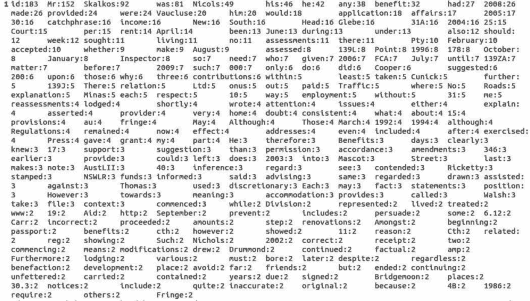 1 id:183 Mr:152 Skalkos:92 was:81 Nicols:49 his:46 he:42 any:38 benefit:32 had:27 2008:26
made:26 provided:24 were:24 Vaucluse:20 him:20 would:18 application:18 affairs:17 2005:17
30:16 catchphrase:16 income:16 New:16 South:16 Head:16 Glebe:16 31A:16 2004:16 25:15
Court:15 per:15 rent:14 April:14 been:13 June:13 during:13 under:13 also:12 should:
12 week:12 sought:11 living:11 no:11 assessments:11 there:11 Pty:10 February:10
accepted:10 whether:9 make:9 August:9 assessed:8 139L:8 Point:8 1998:8 178:8 October:
8 January:8 Inspector:8 so:7 need:7 who:7 given:7 2006:7 FCA:7 July:7 until:7 139ZA:7
matter:7 before:7 2009:7 such:7 000:7 only:6 do:6 did:6 Cooper:6 suggested:6
200:6 upon:6 those:6 why:6 three:6 contributions:6 within:5 least:5 taken:5 Cunick:5 further:
5 139J:5 There:5 relation:5 Ltd:5 onus:5 out:5 paid:5 Traffic:5 where:5 No:5 Roads:5
explanation:5 Minas:5 each:5 respect:5 10:5 way:5 employment:5 without:5 31:5 me:5
reassessments:4 lodged:4 shortly:4 wrote:4 attention:4 issues:4 either:4 explain:
4 asserted:4 provider:4 very:4 home:4 doubt:4 consistent:4 what:4 about:4 15:4
provisions:4 au:4 fringe:4 May:4 Although:4 Those:4 March:4 1992:4 1994:4 although:4
Regulations:4 remained:4 now:4 effect:4 addresses:4 even:4 included:4 after:4 exercised:
4 Press:4 gave:4 grant:4 my:4 part:4 He:3 therefore:3 Benefits:3 days:3 clearly:3
knew:3 17:3 support:3 suggestion:3 than:3 permission:3 accordance:3 amendments:3 346:3
earlier:3 provide:3 could:3 left:3 does:3 2003:3 into:3 Mascot:3 Street:3 last:3
makes:3 note:3 AustLII:3 40:3 inference:3 regard:3 see:3 contended:3 Ricketty:3
stamped:3 NSWLR:3 funds:3 informed:3 said:3 advising:3 same:3 regarded:3 drawn:3 assisted:
3 against:3 Thomas:3 used:3 discretionary:3 Each:3 may:3 fact:3 statements:3 position:
3 However:3 towards:3 meaning:3 accommodation:3 provides:3 called:3 Walsh:3
take:3 file:3 context:3 commenced:3 while:2 Division:2 represented:2 lived:2 treated:2
www:2 19:2 Aid:2 http:2 September:2 prevent:2 includes:2 persuade:2 some:2 6.12:2
Carr:2 incorrect:2 proceeded:2 amounts:2 step:2 renovations:2 Amongst:2 beginning:2
passport:2 benefits:2 cth:2 however:2 showed:2 11:2 reason:2 Cth:2 related:
2 reg:2 showing:2 Such:2 Nichols:2 2002:2 correct:2 receipt:2 two:2
commencing:2 means:2 modifications:2 drew:2 Drummond:2 continued:2 factual:2 amp:2
Furthermore:2 lodging:2 various:2 must:2 bore:2 later:2 despite:2 regardless:2
benefaction:2 development:2 place:2 avoid:2 far:2 friends:2 but:2 ended:2 continuing:2
unfettered:2 carried:2 contained:2 years:2 due:2 signed:2 Bridgemoon:2 places:2
30.3:2 notices:2 include:2 quite:2 inaccurate:2 original:2 because:2 4B:2 1986:2
require:2 others:2 Fringe:2